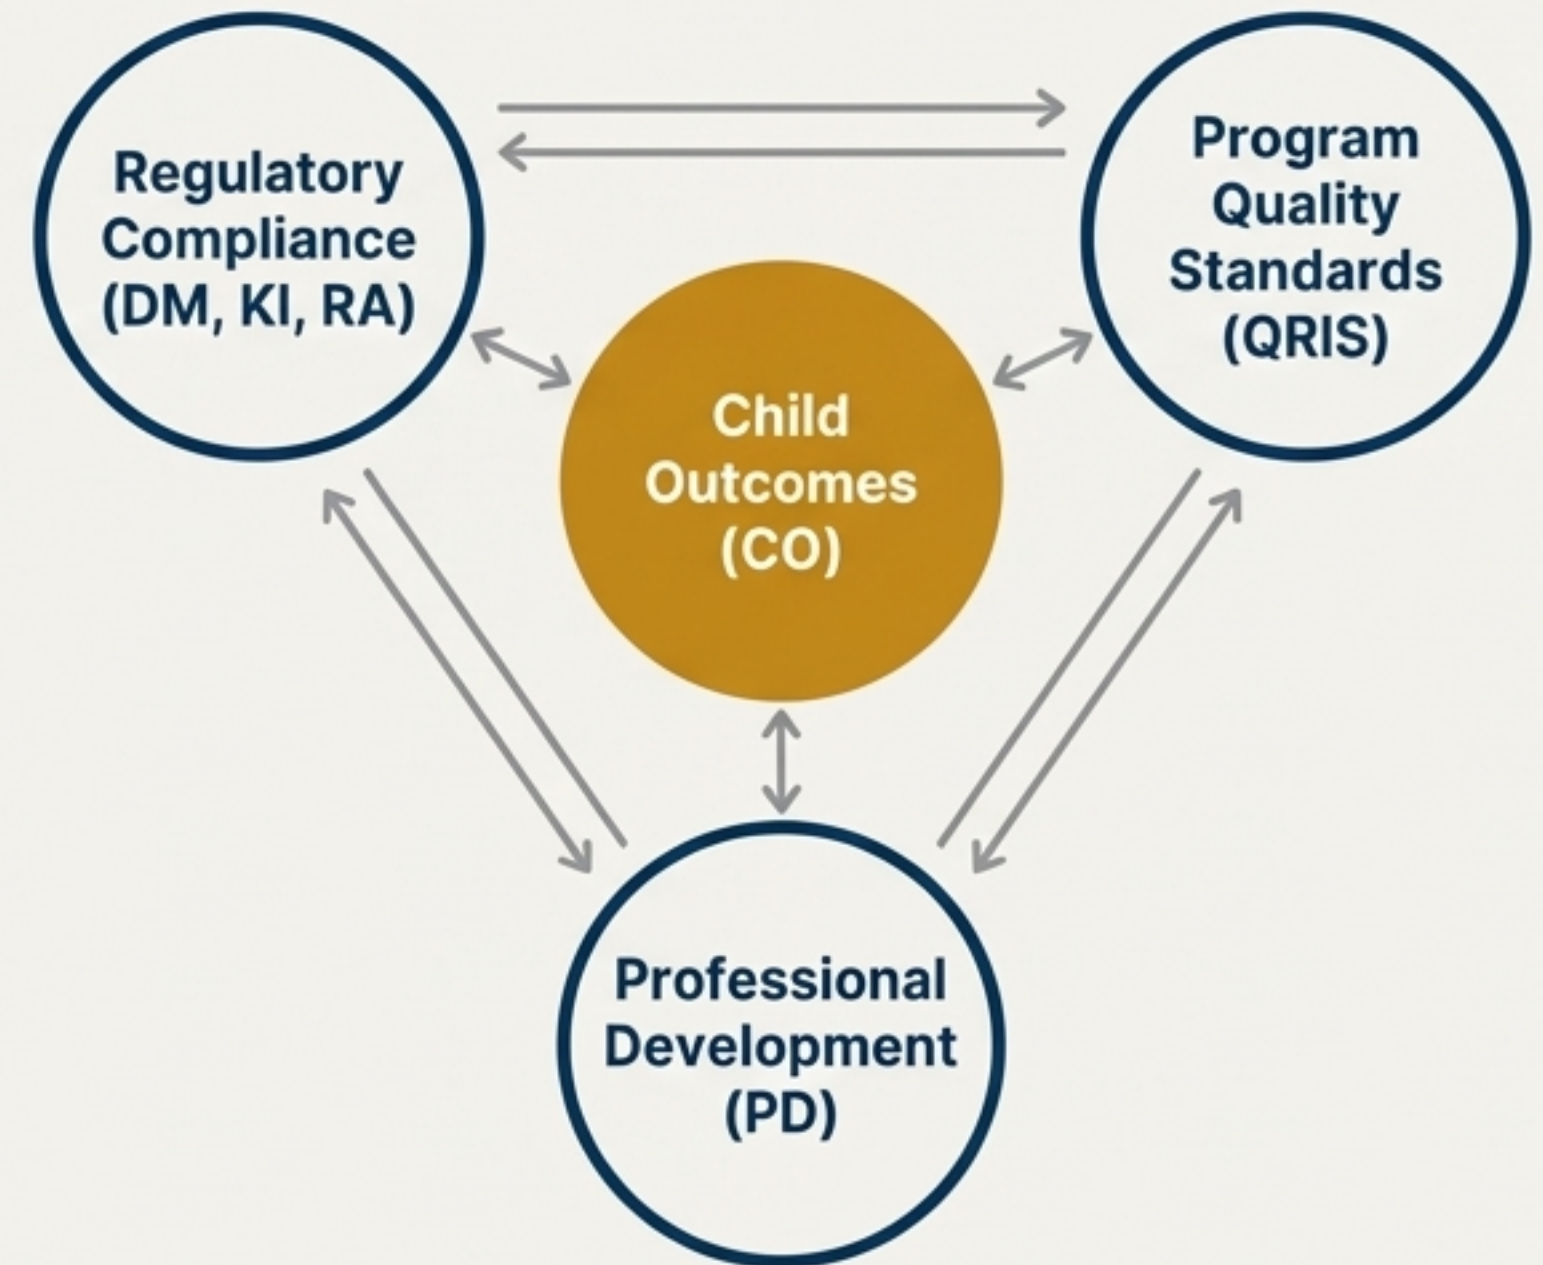 Regulatory
Compliance
(DM, KI, RA)
Program
Quality
Standards
(QRIS)
Child
Outcomes
(CO)
Professional
Development
(PD)